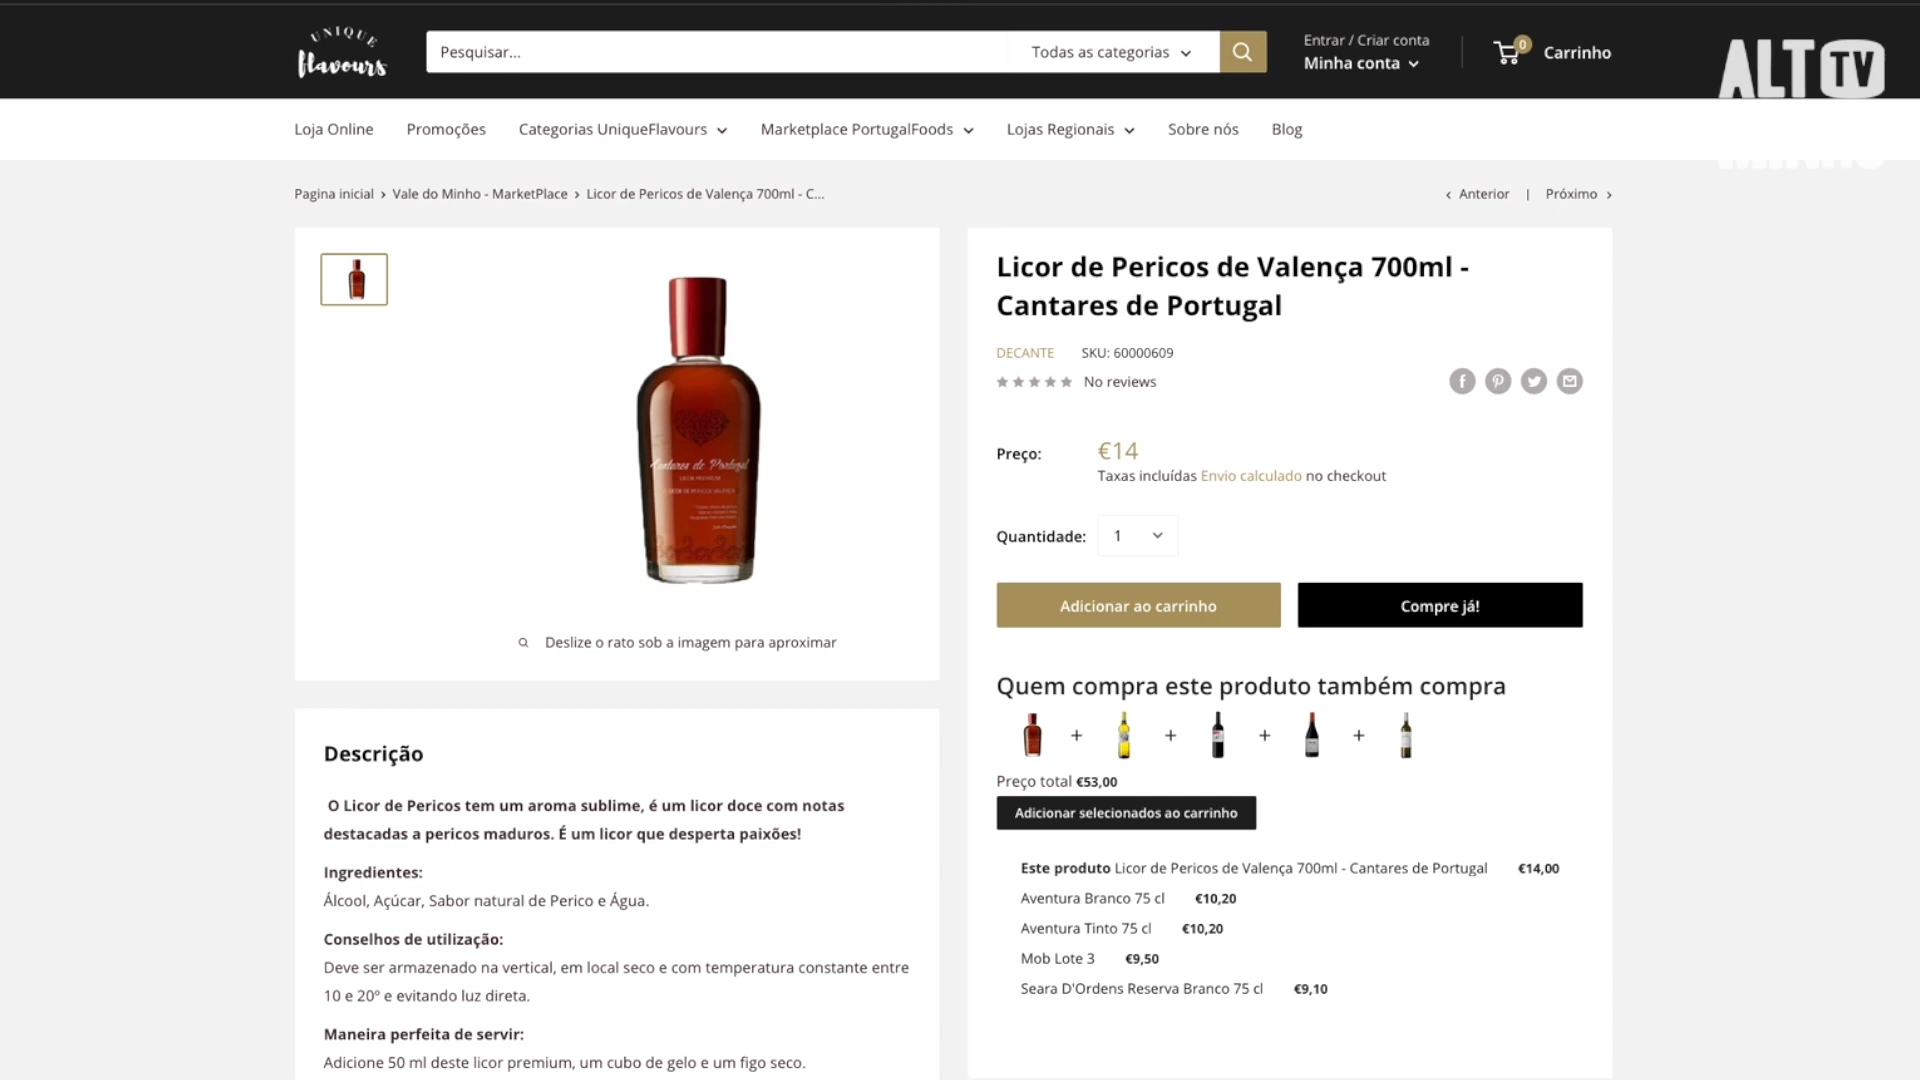 UNIQUE
flavours
Pesquisar...
Todas as categorias
Entrar / Criar conta
Minha conta
0
Carrinho
ALTO
TV
MINHO
Loja Online
Promoções
Categorias UniqueFlavours
Marketplace PortugalFoods
Lojas Regionais
Sobre nós
Blog
Pagina inicial › Vale do Minho - MarketPlace › Licor de Pericos de Valença 700ml - C...
‹ Anterior | Próximo ›
Cantares de Portugal
Deslize o rato sob a imagem para aproximar
Licor de Pericos de Valença 700ml -
Cantares de Portugal
DECANTE
SKU: 60000609
No reviews
Preço:
€14
Taxas incluídas Envio calculado no checkout
Quantidade:
1
Adicionar ao carrinho
Compre já!
Quem compra este produto também compra
+ + + +
Preço total €53,00
Adicionar selecionados ao carrinho
Este produto Licor de Pericos de Valença 700ml - Cantares de Portugal €14,00
Aventura Branco 75 cl €10,20
Aventura Tinto 75 cl €10,20
Mob Lote 3 €9,50
Seara D'Ordens Reserva Branco 75 cl €9,10
Descrição
O Licor de Pericos tem um aroma sublime, é um licor doce com notas
destacadas a pericos maduros. É um licor que desperta paixões!
Ingredientes:
Álcool, Açúcar, Sabor natural de Perico e Água.
Conselhos de utilização:
Deve ser armazenado na vertical, em local seco e com temperatura constante entre
10 e 20º e evitando luz direta.
Maneira perfeita de servir:
Adicione 50 ml deste licor premium, um cubo de gelo e um figo seco.